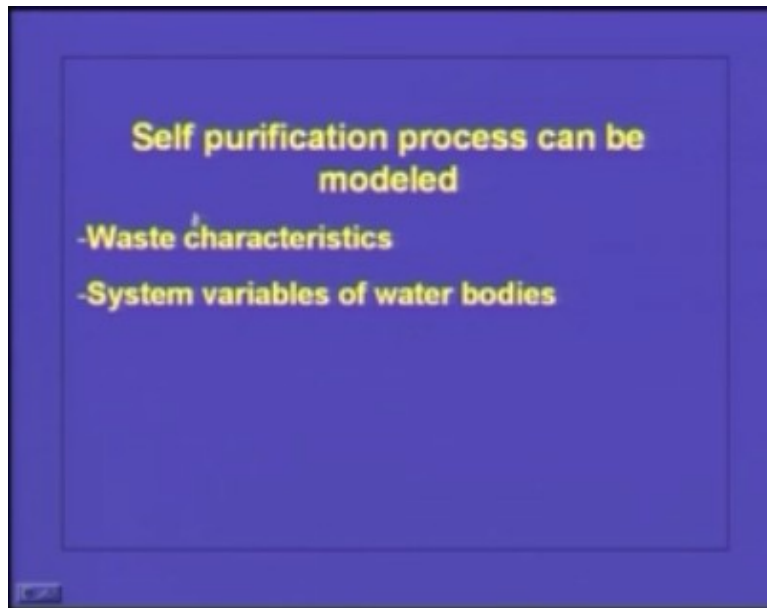 Self purification process can be
modeled
-Waste characteristics
-System variables of water bodies